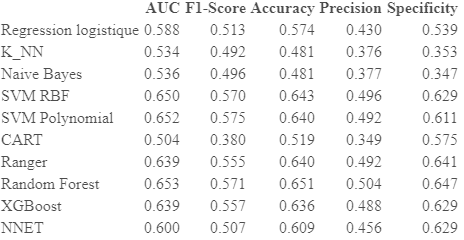 AUC F1-Score Accuracy Precision Specificity
Regression logistique 0.588 0.513 0.574 0.430 0.539
K_NN 0.534 0.492 0.481 0.376 0.353
Naive Bayes 0.536 0.496 0.481 0.377 0.347
SVM RBF 0.650 0.570 0.643 0.496 0.629
SVM Polynomial 0.652 0.575 0.640 0.492 0.611
CART 0.504 0.380 0.519 0.349 0.575
Ranger 0.639 0.555 0.640 0.492 0.641
Random Forest 0.653 0.571 0.651 0.504 0.647
XGBoost 0.639 0.557 0.636 0.488 0.629
NNET 0.600 0.507 0.609 0.456 0.629